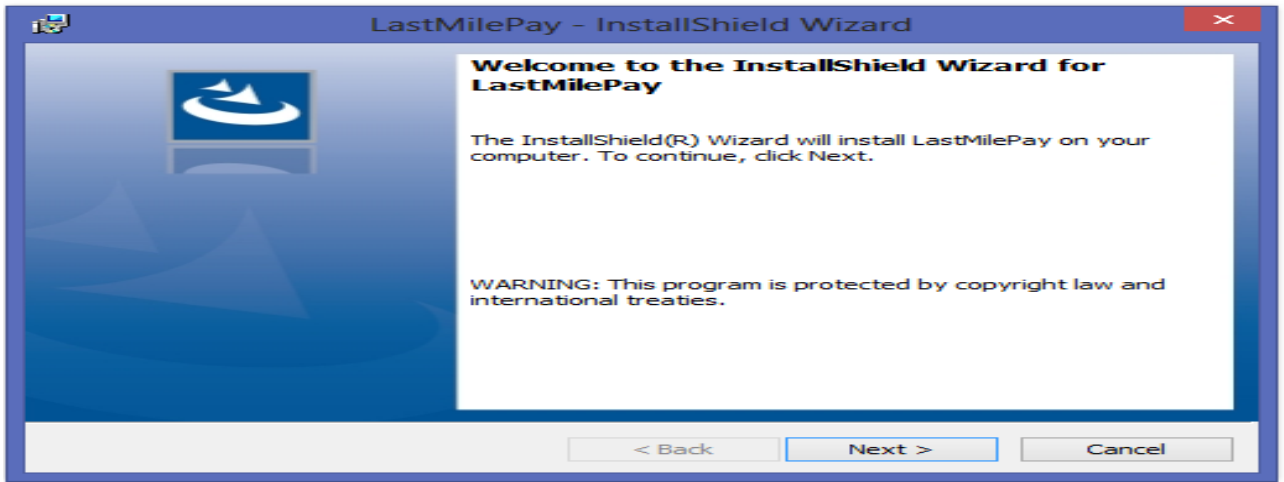 LastMilePay - InstallShield Wizard
Welcome to the InstallShield Wizard for
LastMilePay
The InstallShield(R) Wizard will install LastMilePay on your
computer. To continue, click Next.
WARNING: This program is protected by copyright law and
international treaties.
< Back
Next >
Cancel